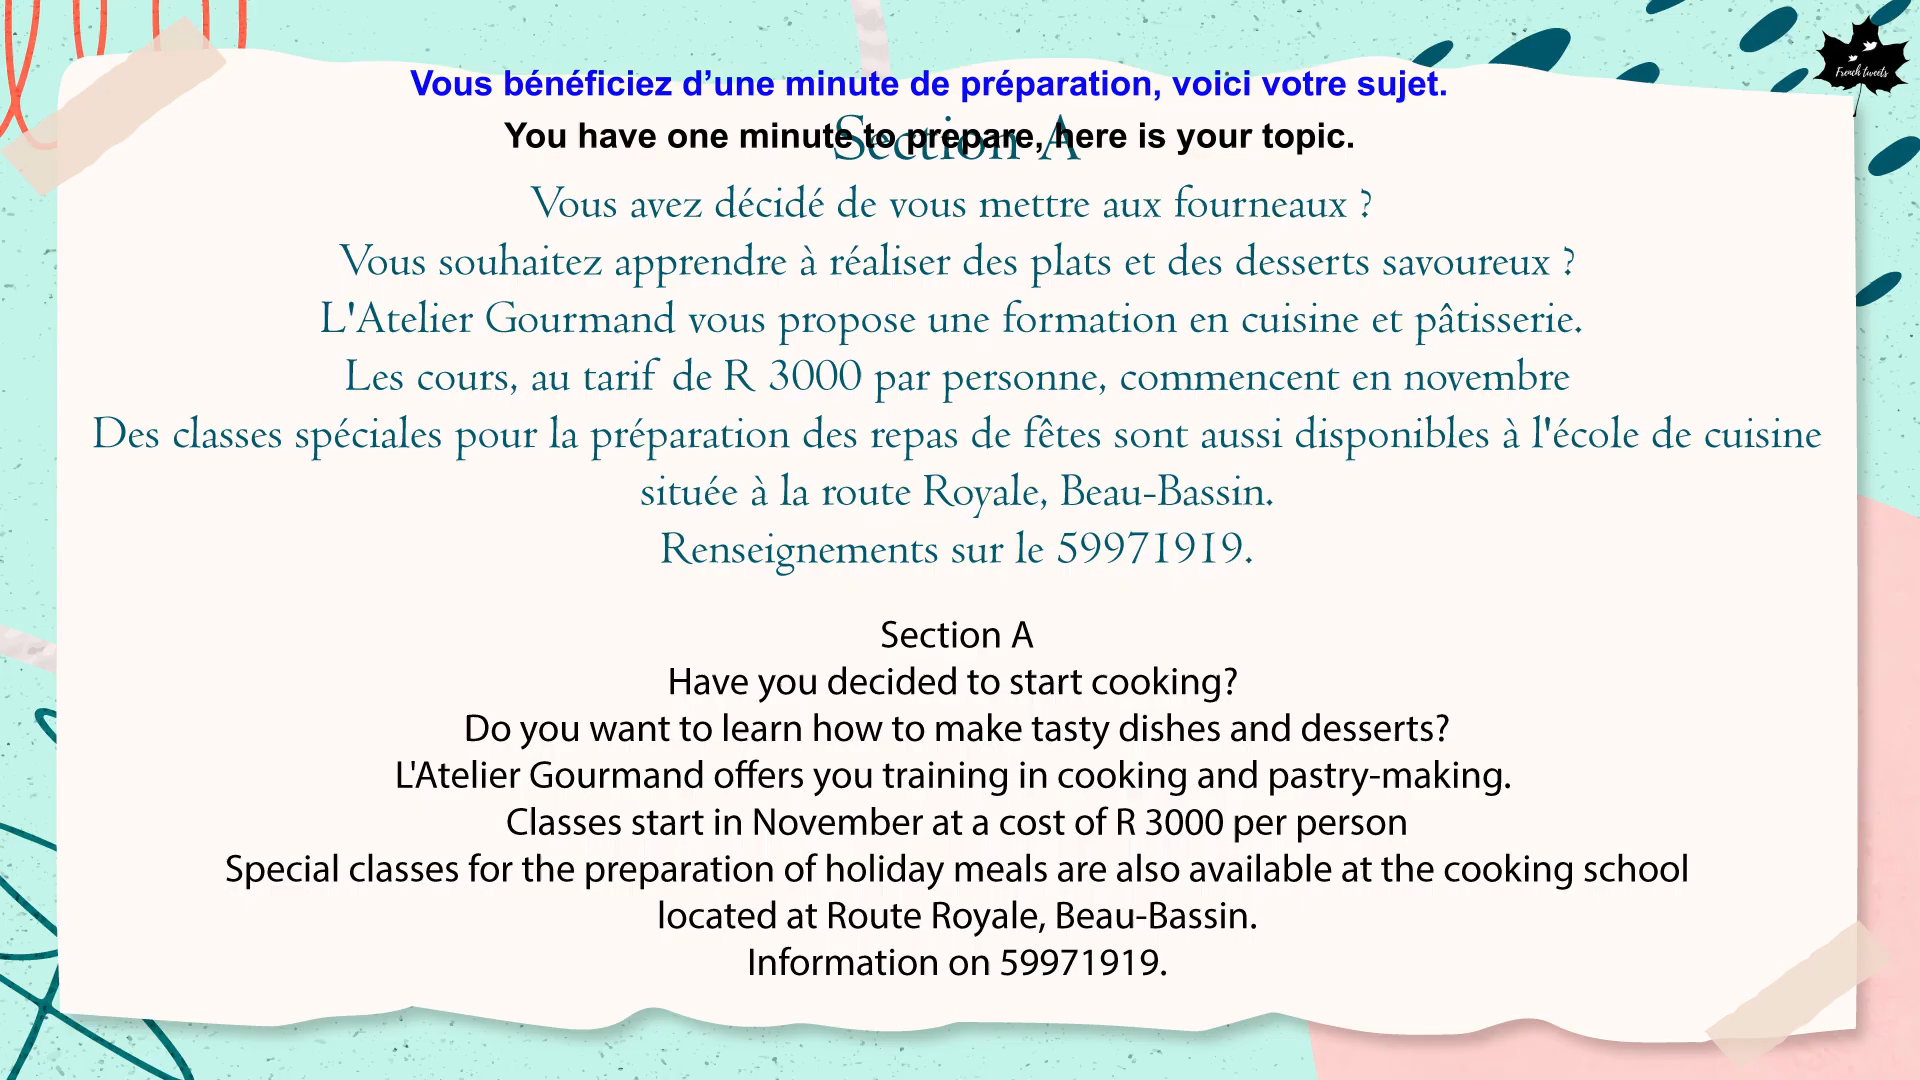 French tweets
Vous bénéficiez d’une minute de préparation, voici votre sujet.
You have one minute to prepare, here is your topic.
Section A
Vous avez décidé de vous mettre aux fourneaux ?
Vous souhaitez apprendre à réaliser des plats et des desserts savoureux ?
L'Atelier Gourmand vous propose une formation en cuisine et pâtisserie.
Les cours, au tarif de R 3000 par personne, commencent en novembre
Des classes spéciales pour la préparation des repas de fêtes sont aussi disponibles à l'école de cuisine
située à la route Royale, Beau-Bassin.
Renseignements sur le 59971919.
Section A
Have you decided to start cooking?
Do you want to learn how to make tasty dishes and desserts?
L'Atelier Gourmand offers you training in cooking and pastry-making.
Classes start in November at a cost of R 3000 per person
Special classes for the preparation of holiday meals are also available at the cooking school
located at Route Royale, Beau-Bassin.
Information on 59971919.